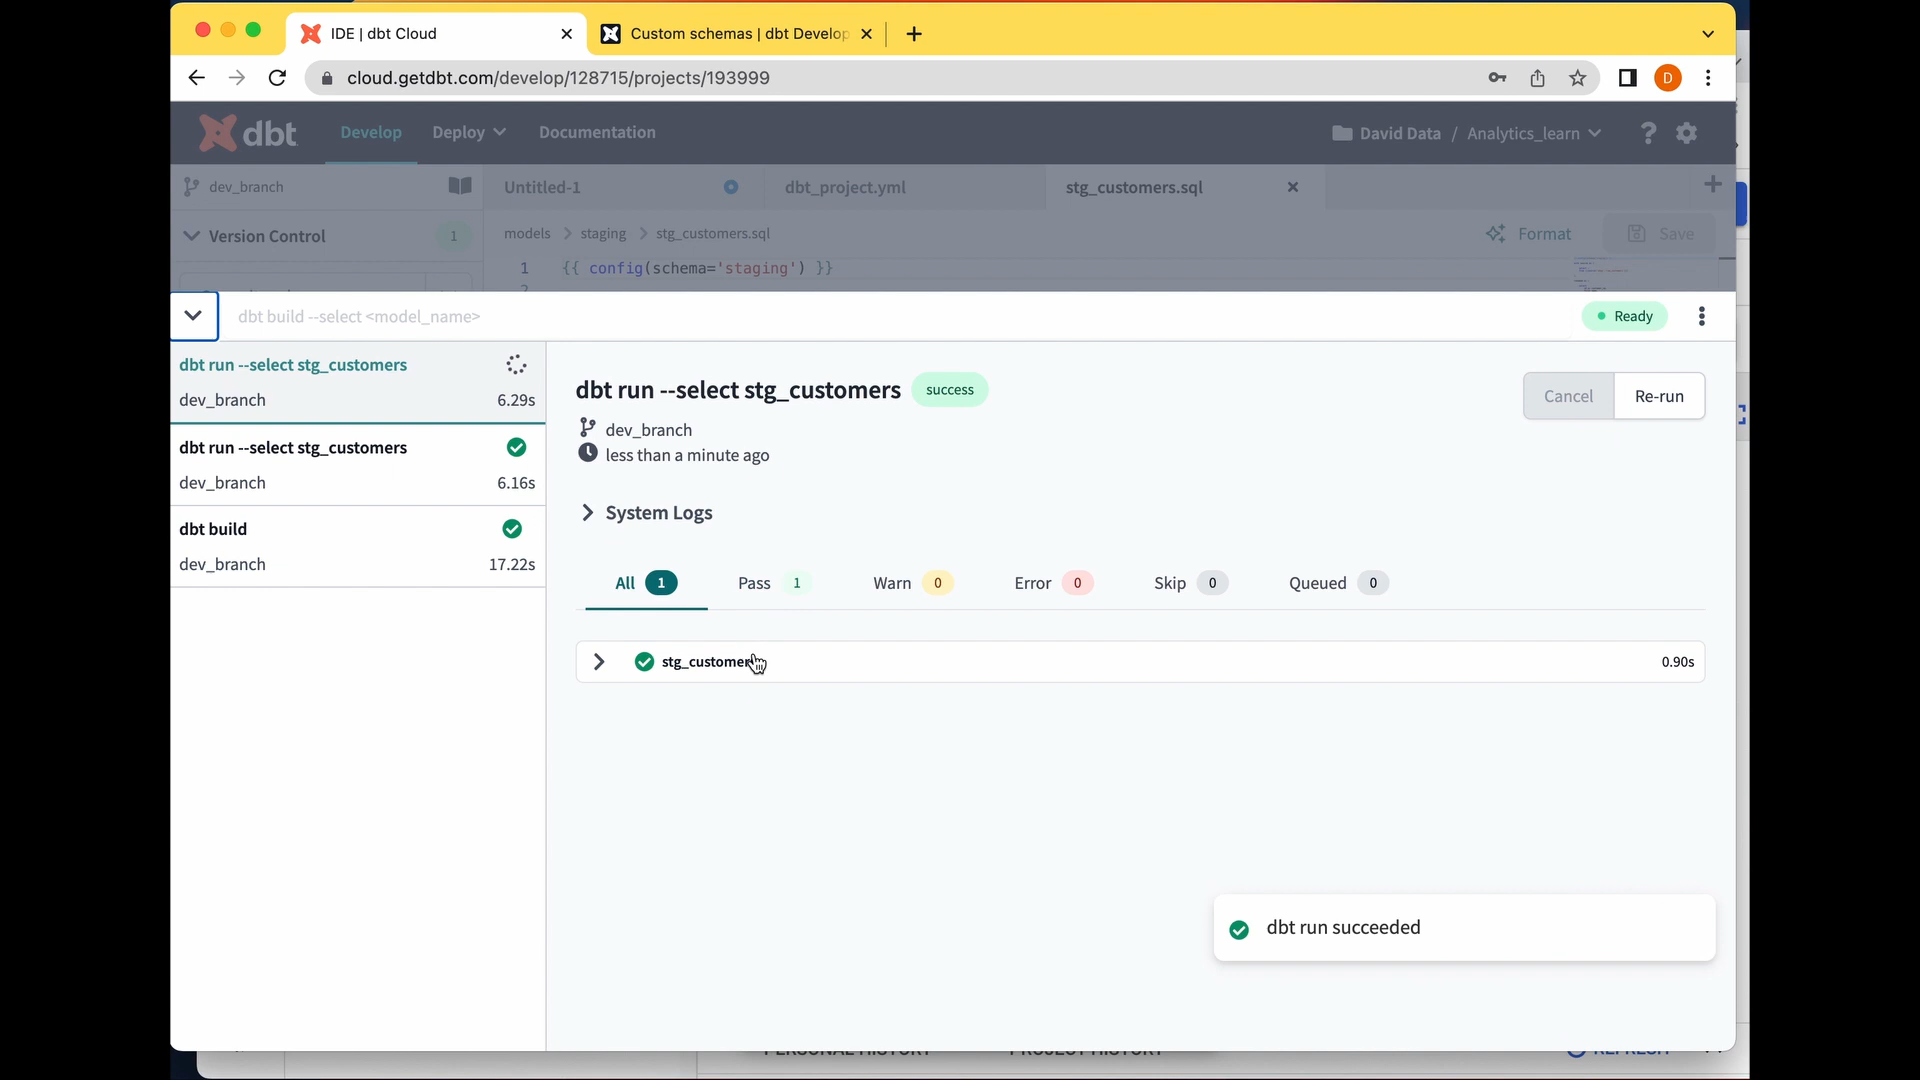 IDE | dbt Cloud
Custom schemas | dbt Develop
cloud.getdbt.com/develop/128715/projects/193999
D
dbt
Develop
Deploy
Documentation
David Data / Analytics_learn
?
dev_branch
Untitled-1
dbt_project.yml
stg_customers.sql
Version Control
1
models > staging > stg_customers.sql
Format
Save
1 {{ config(schema='staging') }}
2
dbt build --select <model_name>
Ready
dbt run --select stg_customers
dev_branch 6.29s
dbt run --select stg_customers
dev_branch 6.16s
dbt build
dev_branch 17.22s
dbt run --select stg_customers success
Cancel
Re-run
dev_branch
less than a minute ago
System Logs
All 1
Pass 1
Warn 0
Error 0
Skip 0
Queued 0
stg_customer
0.90s
dbt run succeeded